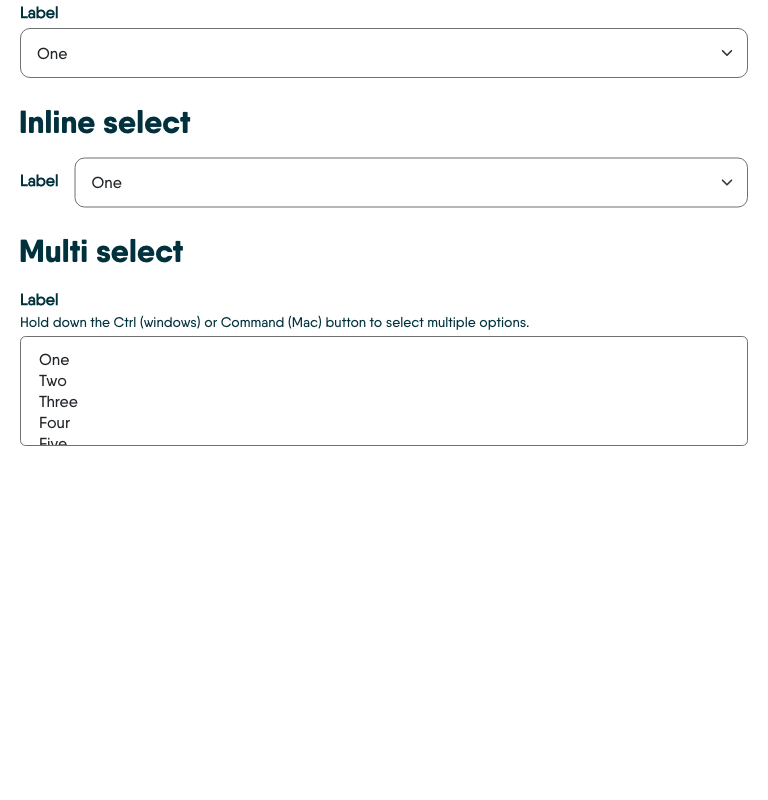 Label
One
Inline select
Label One
Multi select
Label
Hold down the Ctrl (windows) or Command (Mac) button to select multiple options.
One
Two
Three
Four
Five